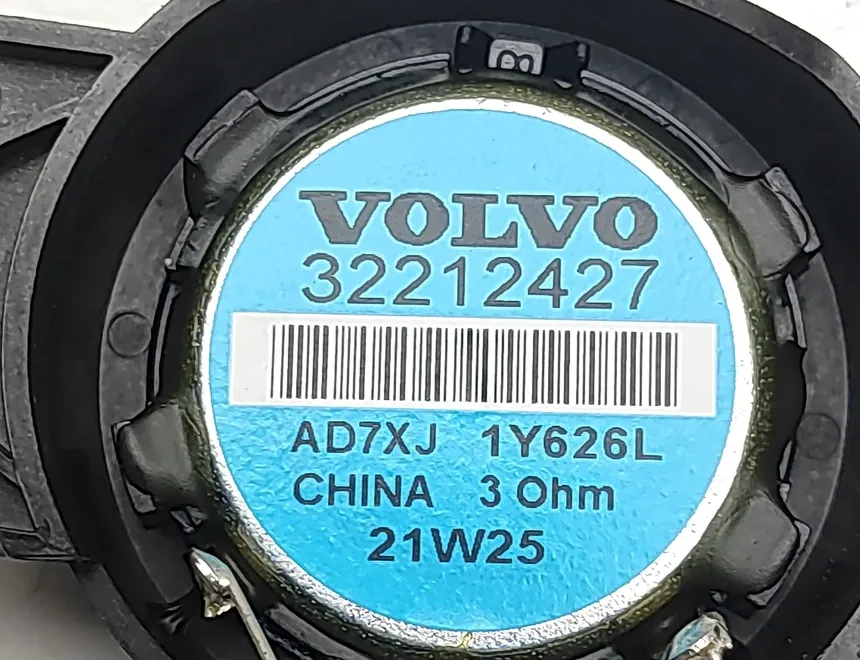 B
VOLVO
32212427
AD7XJ 1Y626L
CHINA 3 Ohm
21W25